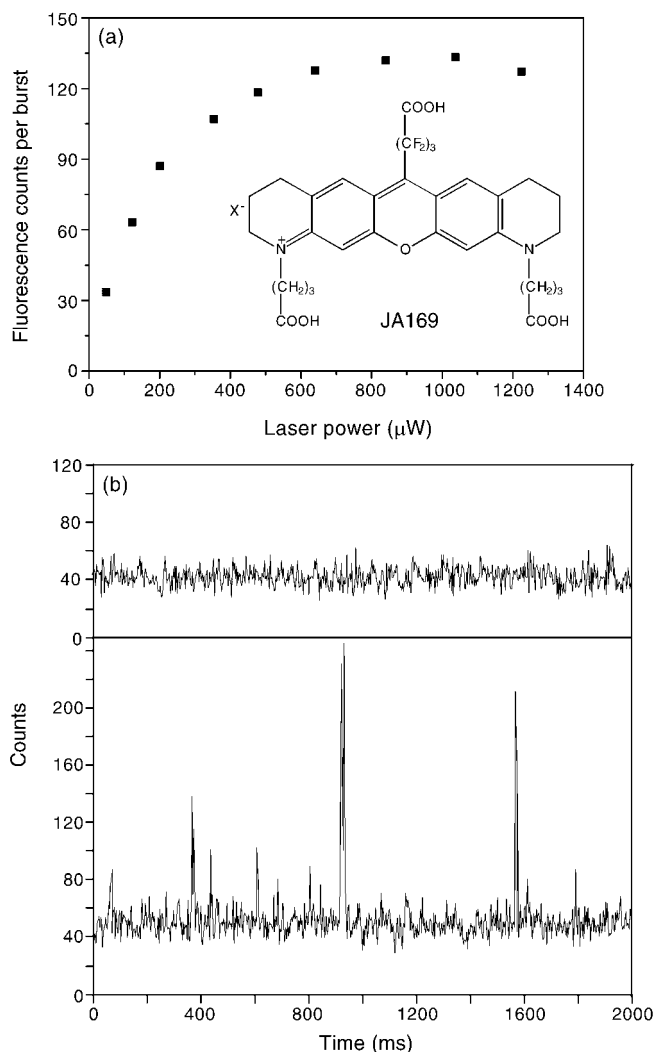 (a)
Fluorescence counts per burst
150
120
90
60
30
0
COOH
(CF₂)₃
X⁻
N⁺
O
N
(CH₂)₃
(CH₂)₃
COOH
JA169
COOH
0 200 400 600 800 1000 1200 1400
Laser power (μW)
(b)
120
80
40
0
Counts
200
160
120
80
40
0
0 400 800 1200 1600 2000
Time (ms)